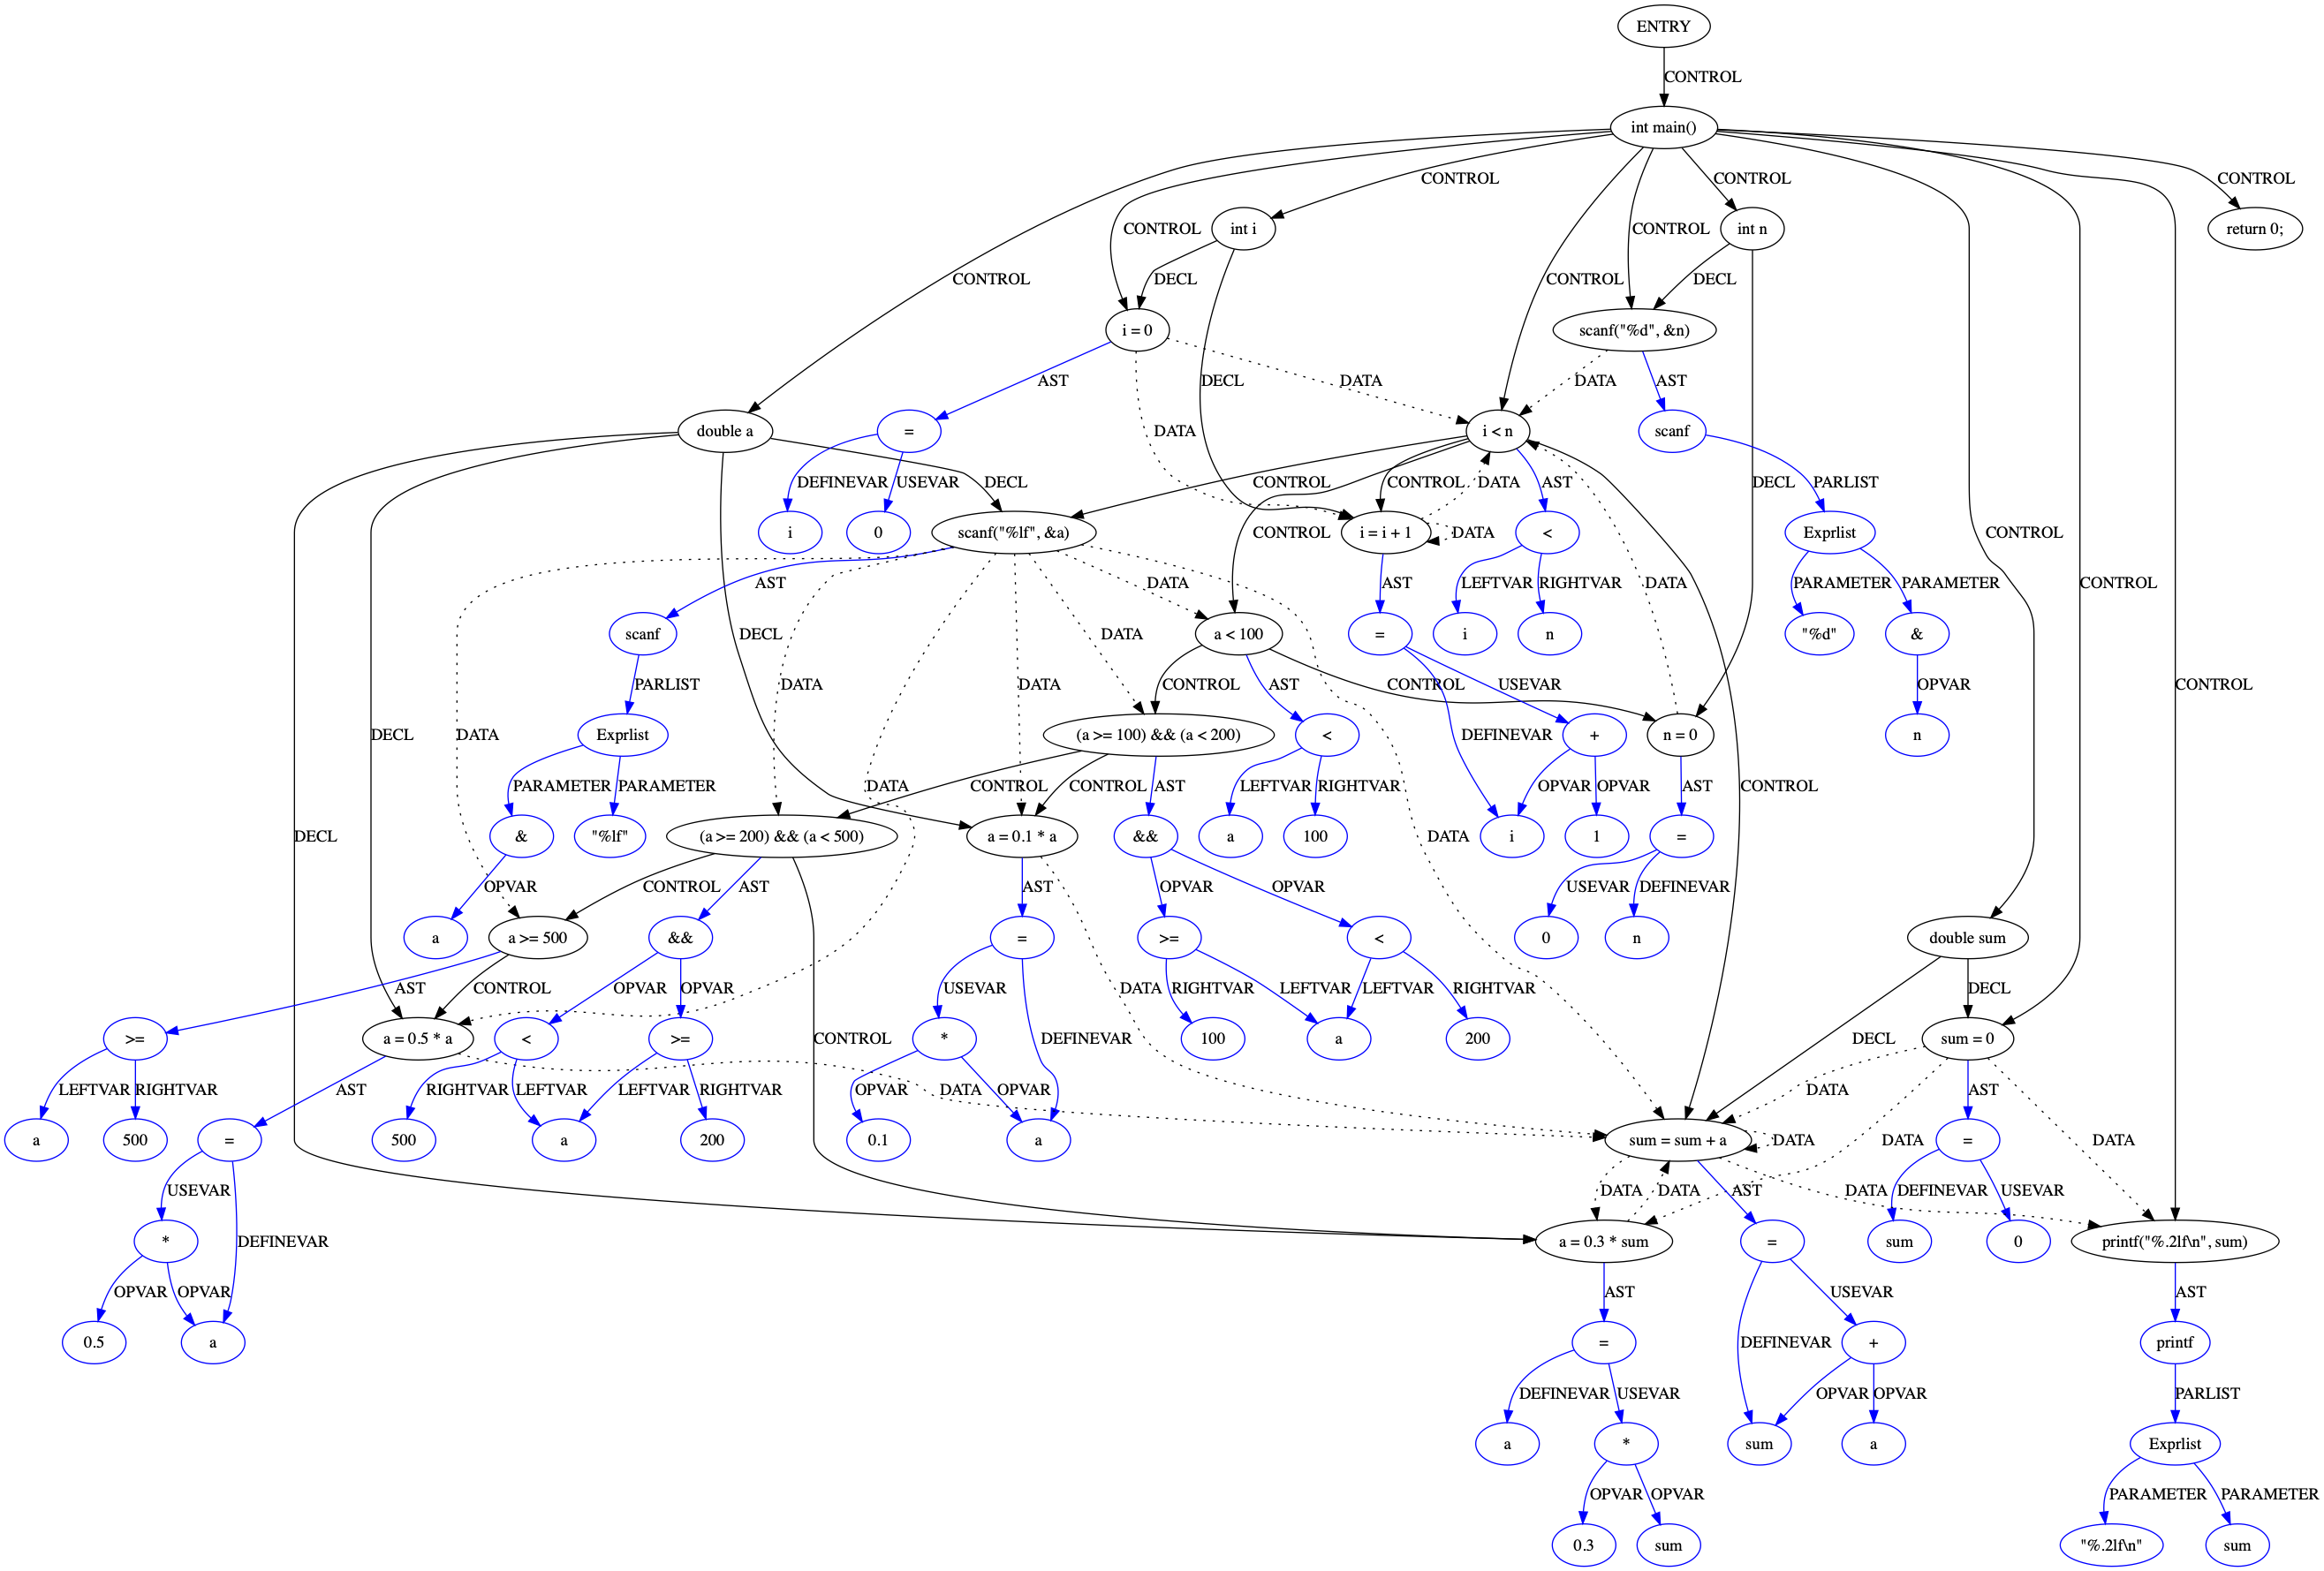 ENTRY
CONTROL
int main()
CONTROL CONTROL CONTROL
int i int n return 0;
CONTROL CONTROL
CONTROL DECL CONTROL DECL
i = 0 scanf("%d", &n)
AST DATA DATA AST
DECL
double a = i < n scanf
DATA
DEFINEVAR USEVAR DECL CONTROL CONTROL DATA AST DECL PARLIST
i 0 scanf("%lf", &a) i = i + 1 < Exprlist
CONTROL DATA CONTROL
AST DATA AST LEFTVAR RIGHTVAR DATA PARAMETER PARAMETER CONTROL
scanf DECL DATA a < 100 = i n "%d" &
PARLIST DATA DATA CONTROL AST CONTROL USEVAR OPVAR CONTROL
DECL DATA Exprlist (a >= 100) && (a < 200) < DEFINEVAR + n = 0 n
PARAMETER PARAMETER DATA CONTROL CONTROL AST LEFTVAR RIGHTVAR OPVAR OPVAR AST CONTROL
DECL & "%lf" (a >= 200) && (a < 500) a = 0.1 * a && a 100 DATA i 1 =
OPVAR CONTROL AST AST OPVAR OPVAR USEVAR DEFINEVAR
a a >= 500 && = >= < 0 n double sum
AST CONTROL OPVAR OPVAR USEVAR DATA RIGHTVAR LEFTVAR LEFTVAR RIGHTVAR DECL
>= a = 0.5 * a < >= CONTROL * DEFINEVAR 100 a 200 DECL sum = 0
LEFTVAR RIGHTVAR AST RIGHTVAR LEFTVAR LEFTVAR RIGHTVAR OPVAR OPVAR DATA DATA AST
a 500 = 500 a 200 0.1 a sum = sum + a DATA DATA = DATA
USEVAR DATA DATA AST DATA DEFINEVAR USEVAR
* DEFINEVAR a = 0.3 * sum = sum 0 printf("%.2lf\n", sum)
OPVAR OPVAR AST USEVAR AST
0.5 a = DEFINEVAR + printf
DEFINEVAR USEVAR OPVAR OPVAR PARLIST
a * sum a Exprlist
OPVAR OPVAR PARAMETER PARAMETER
0.3 sum "%.2lf\n" sum